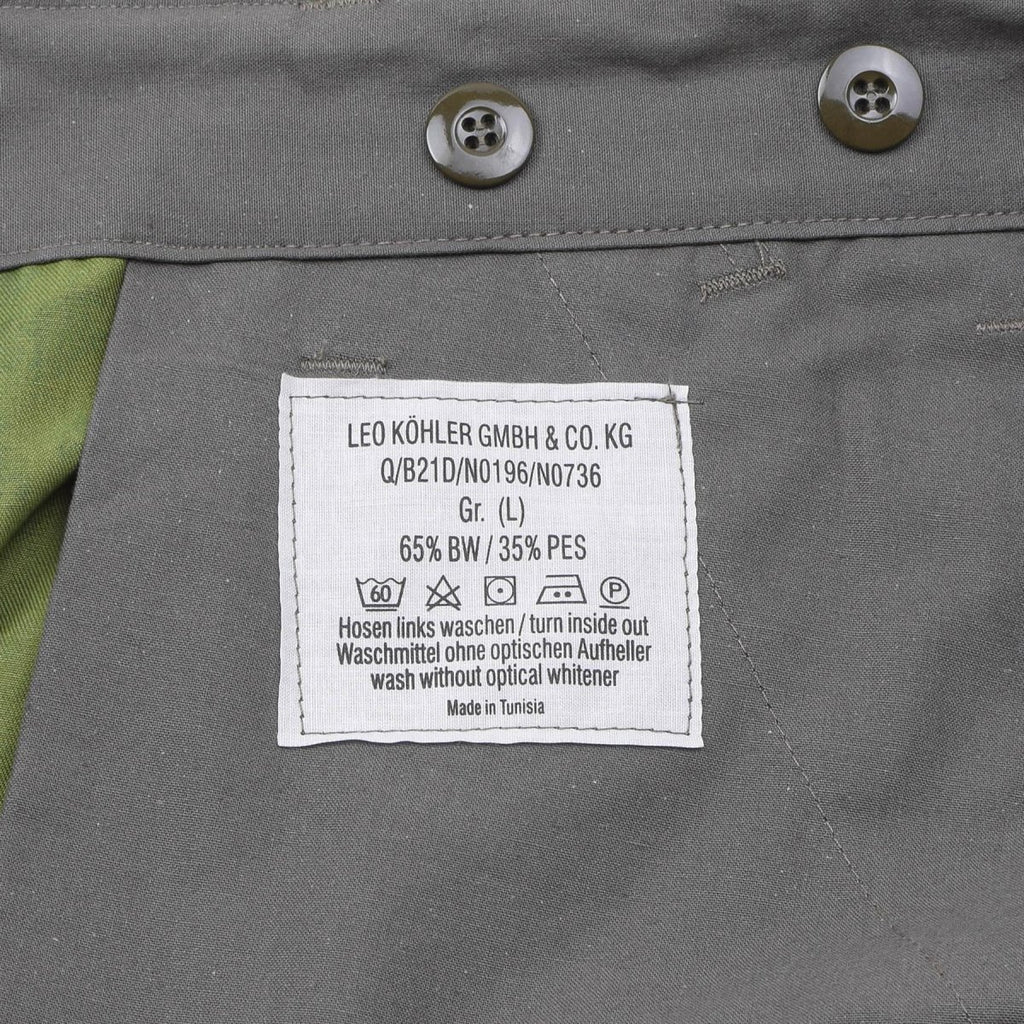 LEO KÖHLER GMBH & CO. KG
Q/B21D/N0196/N0736
Gr. (L)
65% BW / 35% PES
60 P
Hosen links waschen / turn inside out
Waschmittel ohne optischen Aufheller
wash without optical whitener
Made in Tunisia